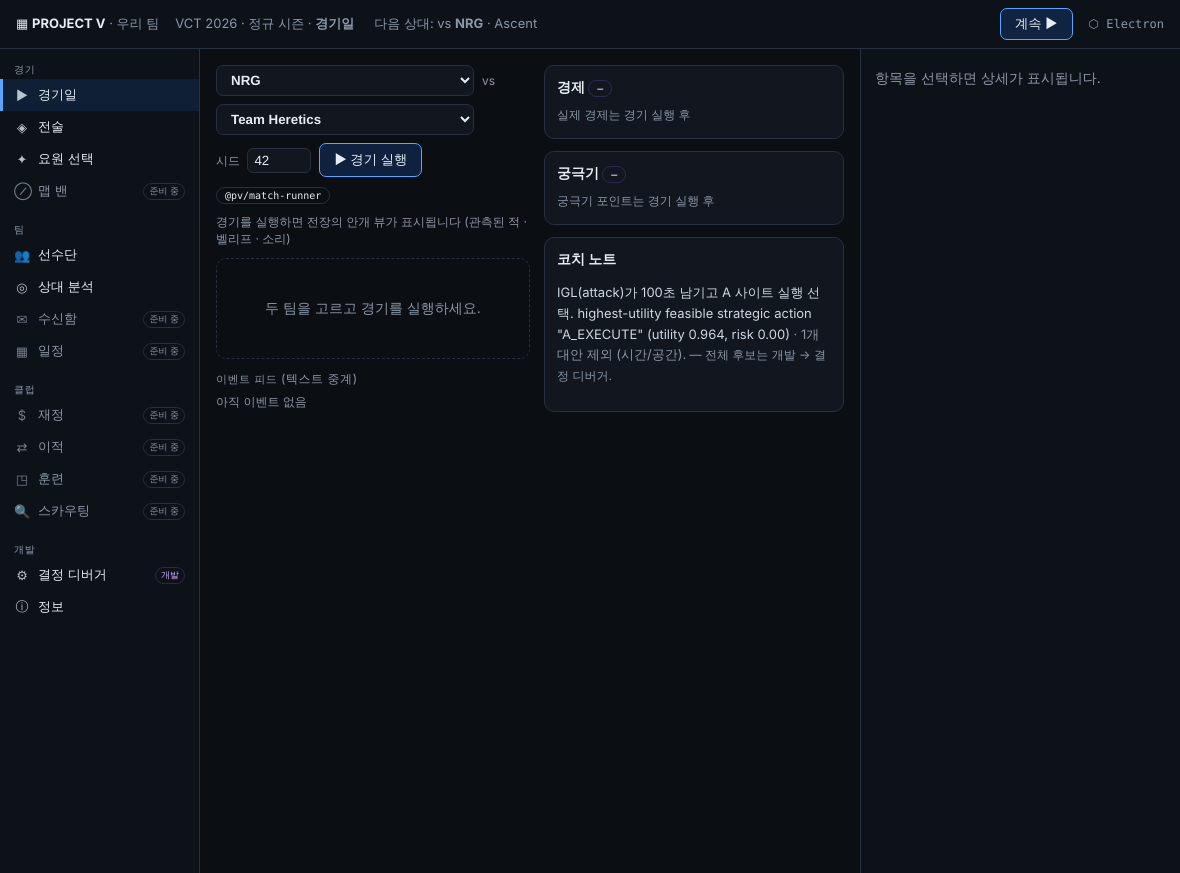 ▦ PROJECT V · 우리 팀 VCT 2026 · 정규 시즌 · 경기일 다음 상대: vs NRG · Ascent 계속 ▶ ⬡ Electron
경기
▶ 경기일
◈ 전술
✦ 요원 선택
맵 밴 준비 중
팀
👥 선수단
◎ 상대 분석
✉ 수신함 준비 중
▦ 일정 준비 중
클럽
$ 재정 준비 중
⇄ 이적 준비 중
◳ 훈련 준비 중
🔍 스카우팅 준비 중
개발
⚙ 결정 디버거 개발
ⓘ 정보
NRG vs
Team Heretics
시드 42 ▶ 경기 실행
@pv/match-runner
경기를 실행하면 전장의 안개 뷰가 표시됩니다 (관측된 적 ·
벨리프 · 소리)
두 팀을 고르고 경기를 실행하세요.
이벤트 피드 (텍스트 중계)
아직 이벤트 없음
경제 –
실제 경제는 경기 실행 후
궁극기 –
궁극기 포인트는 경기 실행 후
코치 노트
IGL(attack)가 100초 남기고 A 사이트 실행 선
택. highest-utility feasible strategic action
"A_EXECUTE" (utility 0.964, risk 0.00) · 1개
대안 제외 (시간/공간). — 전체 후보는 개발 → 결
정 디버거.
항목을 선택하면 상세가 표시됩니다.